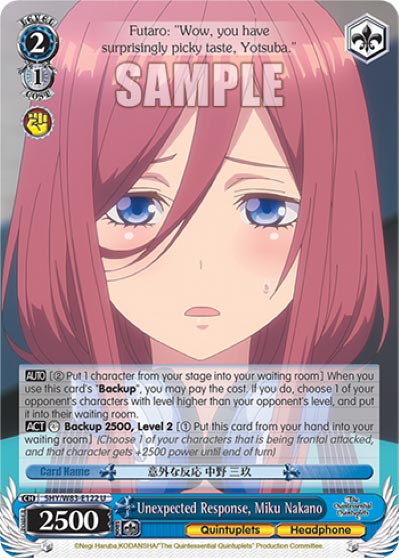 LEVEL
2
1
COST
Futaro: "Wow, you have
surprisingly picky taste, Yotsuba."
SAMPLE
AUTO [② Put 1 character from your stage into your waiting room] When you
use this card's "Backup", you may pay the cost. If you do, choose 1 of your
opponent's characters with level higher than your opponent's level, and put
it into their waiting room.
ACT Backup 2500, Level 2 [① Put this card from your hand into your
waiting room] (Choose 1 of your characters that is being frontal attacked,
and that character gets +2500 power until end of turn)
Card Name 意外な反応 中野 三玖
CH 5HY/W83-E122 U
Unexpected Response, Miku Nakano
The Quintessential Quintuplets
2500
Quintuplets Headphone
©Negi Haruba,KODANSHA/"The Quintessential Quintuplets" Production Committee